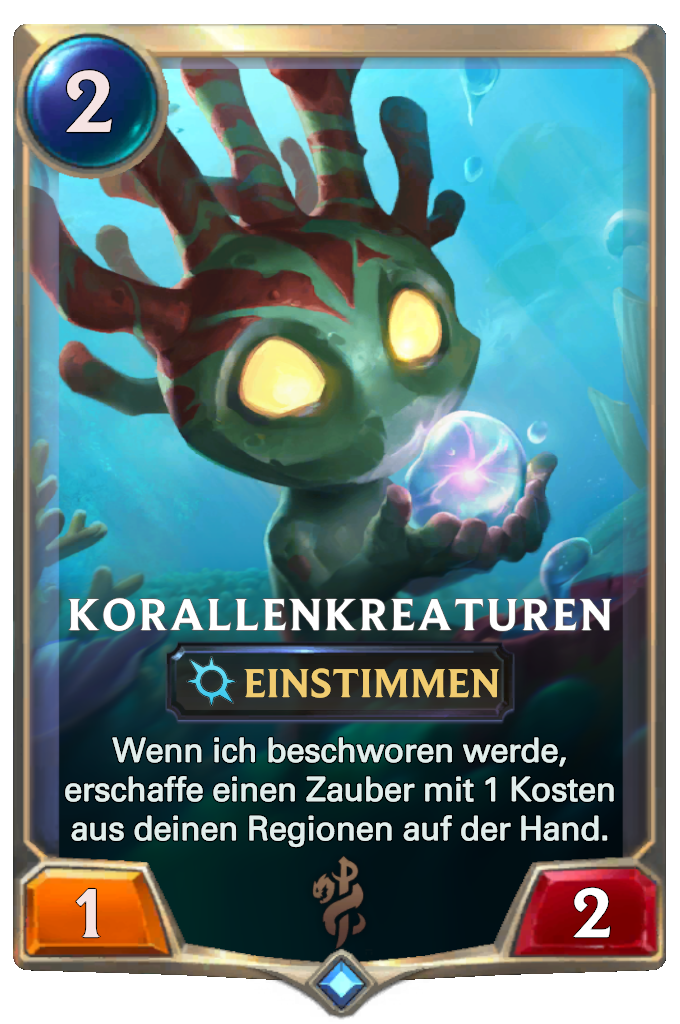 2
KORALLENKREATUREN
EINSTIMMEN
Wenn ich beschworen werde,
erschaffe einen Zauber mit 1 Kosten
aus deinen Regionen auf der Hand.
1
2